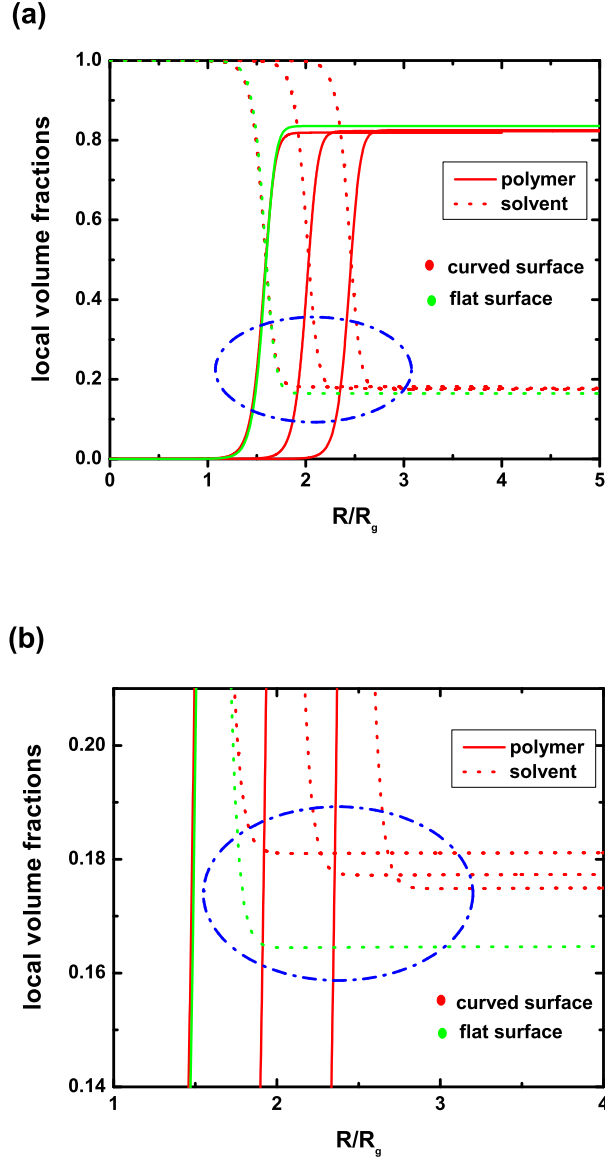 (a)
1.0
0.8
0.6
0.4
0.2
0.0
local volume fractions
polymer
solvent
curved surface
flat surface
0 1 2 3 4 5
R/Rg
(b)
0.20
0.18
0.16
0.14
local volume fractions
polymer
solvent
curved surface
flat surface
1 2 3 4
R/Rg